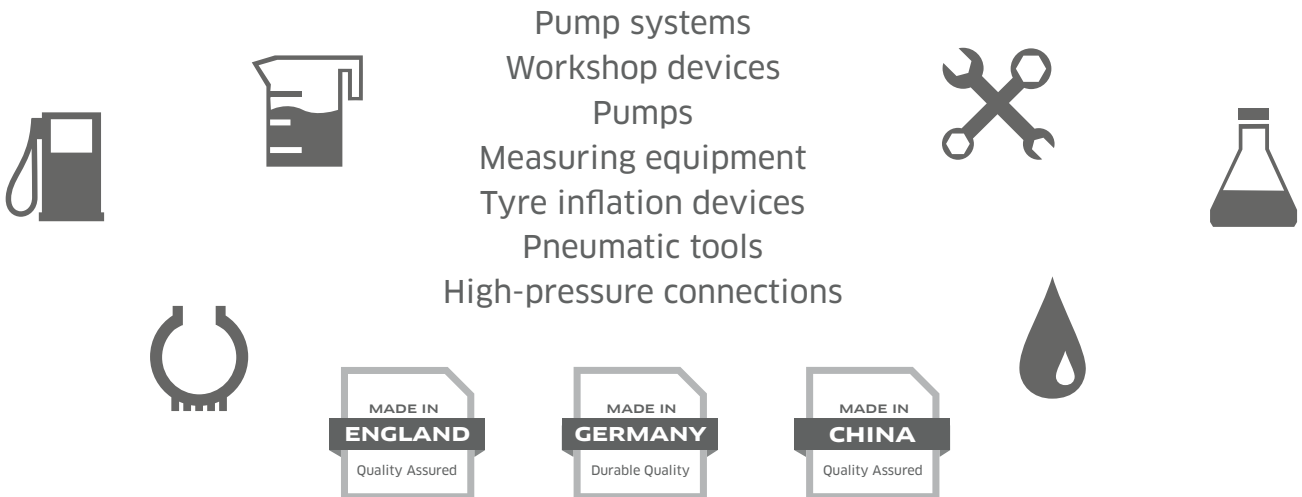 Pump systems
Workshop devices
Pumps
Measuring equipment
Tyre inflation devices
Pneumatic tools
High-pressure connections
MADE IN
ENGLAND
Quality Assured
MADE IN
GERMANY
Durable Quality
MADE IN
CHINA
Quality Assured